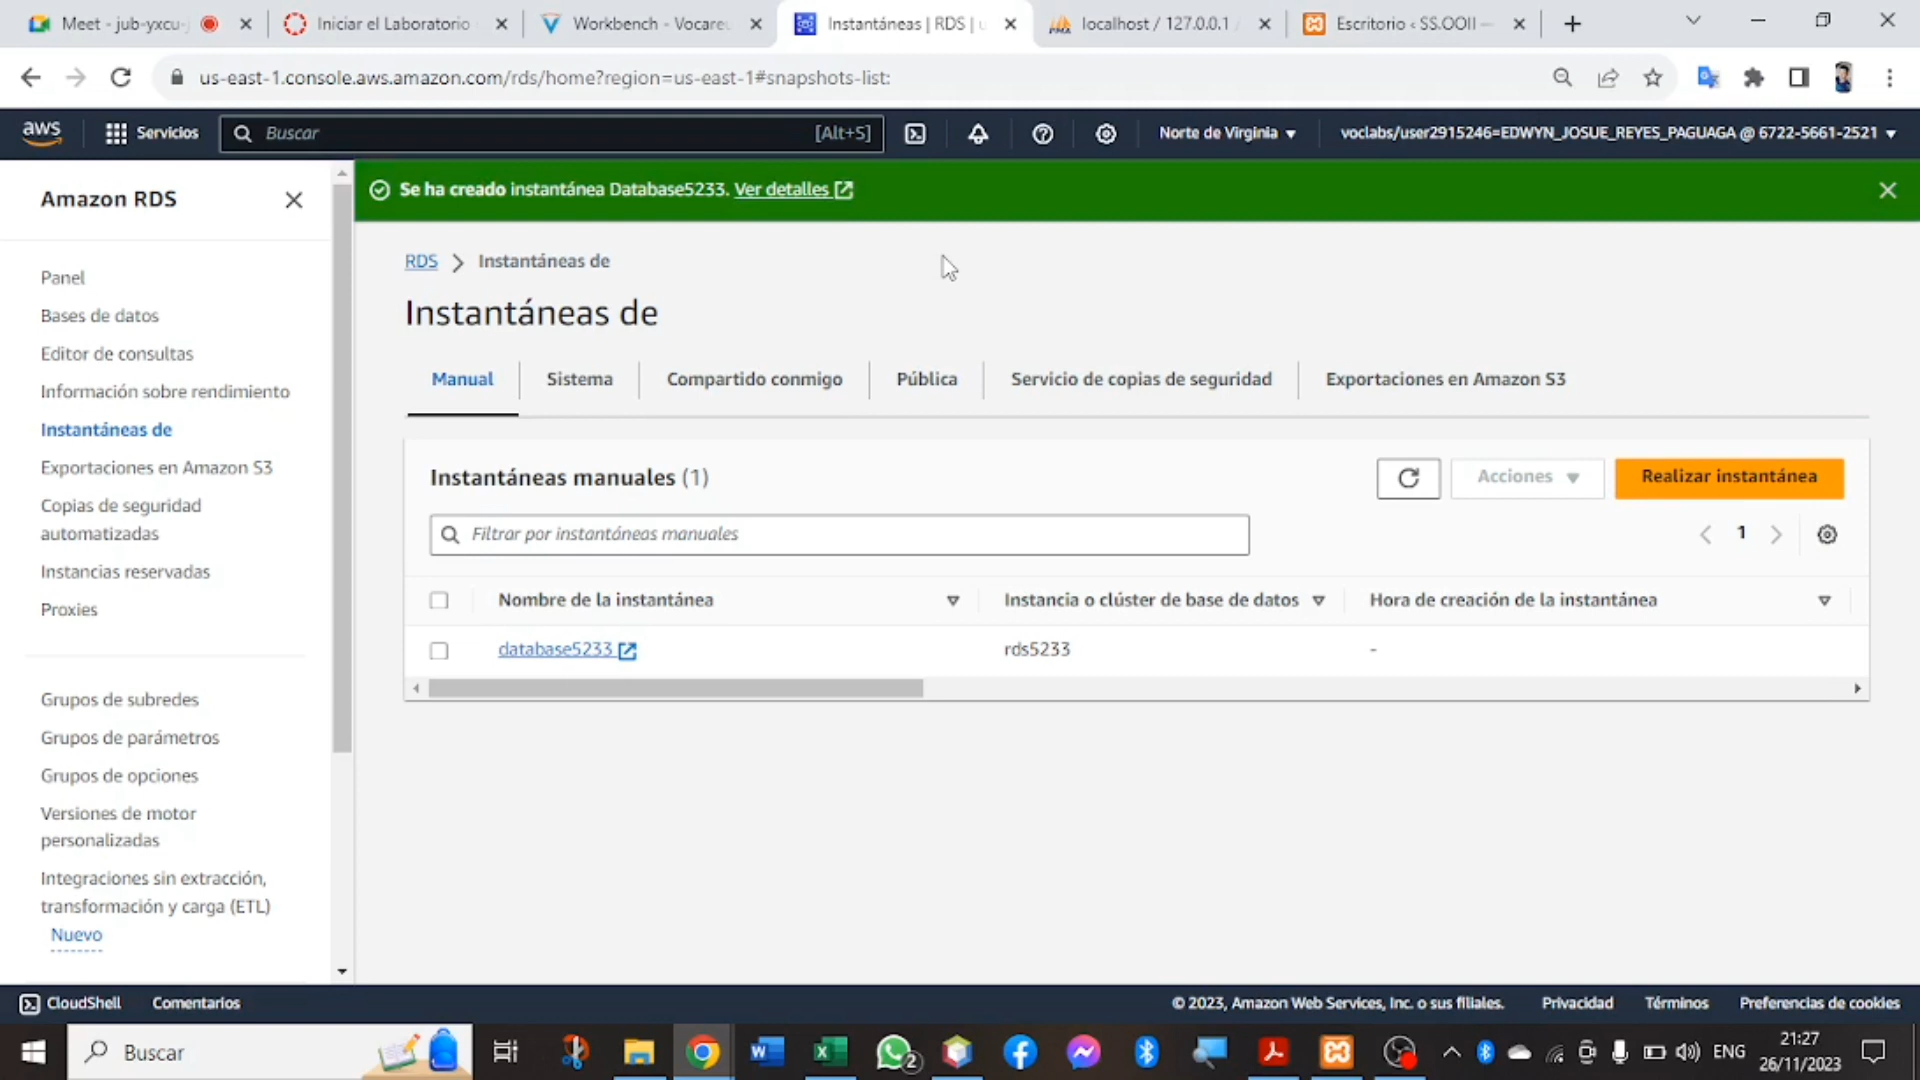 Meet - jub-yxcu-j
Iniciar el Laboratorio
Workbench - Vocareu
Instantáneas | RDS | u
localhost / 127.0.0.1 /
Escritorio ‹ SS.OOII —
us-east-1.console.aws.amazon.com/rds/home?region=us-east-1#snapshots-list:
aws
Servicios
Buscar
[Alt+S]
Norte de Virginia
voclabs/user2915246=EDWYN_JOSUE_REYES_PAGUAGA @ 6722-5661-2521
Amazon RDS
Panel
Bases de datos
Editor de consultas
Información sobre rendimiento
Instantáneas de
Exportaciones en Amazon S3
Copias de seguridad
automatizadas
Instancias reservadas
Proxies
Grupos de subredes
Grupos de parámetros
Grupos de opciones
Versiones de motor
personalizadas
Integraciones sin extracción,
transformación y carga (ETL)
Nuevo
Se ha creado instantánea Database5233. Ver detalles
RDS > Instantáneas de
Instantáneas de
Manual
Sistema
Compartido conmigo
Pública
Servicio de copias de seguridad
Exportaciones en Amazon S3
Instantáneas manuales (1)
Acciones
Realizar instantánea
Filtrar por instantáneas manuales
1
Nombre de la instantánea
Instancia o clúster de base de datos
Hora de creación de la instantánea
database5233
rds5233
-
CloudShell
Comentarios
© 2023, Amazon Web Services, Inc. o sus filiales.
Privacidad
Términos
Preferencias de cookies
Buscar
2
ENG
21:27
26/11/2023